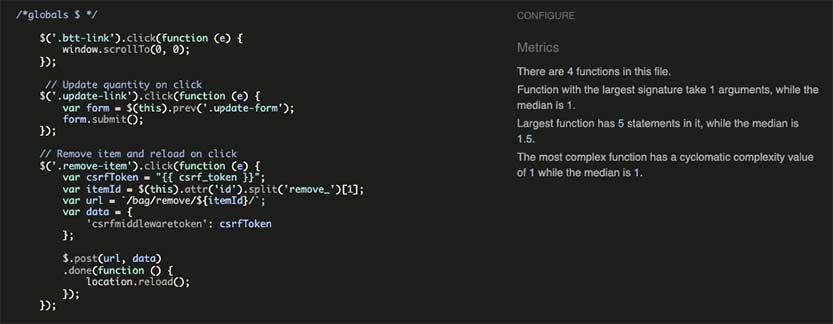 /*globals $ */
$('.btt-link').click(function (e) {
window.scrollTo(0, 0);
});
// Update quantity on click
$('.update-link').click(function (e) {
var form = $(this).prev('.update-form');
form.submit();
});
// Remove item and reload on click
$('.remove-item').click(function (e) {
var csrfToken = "{{ csrf_token }}";
var itemId = $(this).attr('id').split('remove_')[1];
var url = `/bag/remove/${itemId}/`;
var data = {
'csrfmiddlewaretoken': csrfToken
};
$.post(url, data)
.done(function () {
location.reload();
});
});
CONFIGURE
Metrics
There are 4 functions in this file.
Function with the largest signature take 1 arguments, while the
median is 1.
Largest function has 5 statements in it, while the median is
1.5.
The most complex function has a cyclomatic complexity value
of 1 while the median is 1.